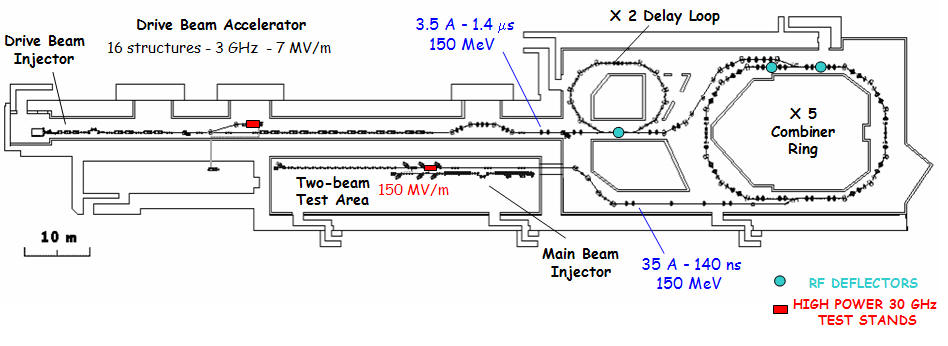 Drive Beam Accelerator
16 structures - 3 GHz - 7 MV/m
Drive Beam
Injector
3.5 A - 1.4 μs
150 MeV
X 2 Delay Loop
X 5
Combiner
Ring
Two-beam
Test Area
150 MV/m
10 m
Main Beam
Injector
35 A - 140 ns
150 MeV
RF DEFLECTORS
HIGH POWER 30 GHz
TEST STANDS